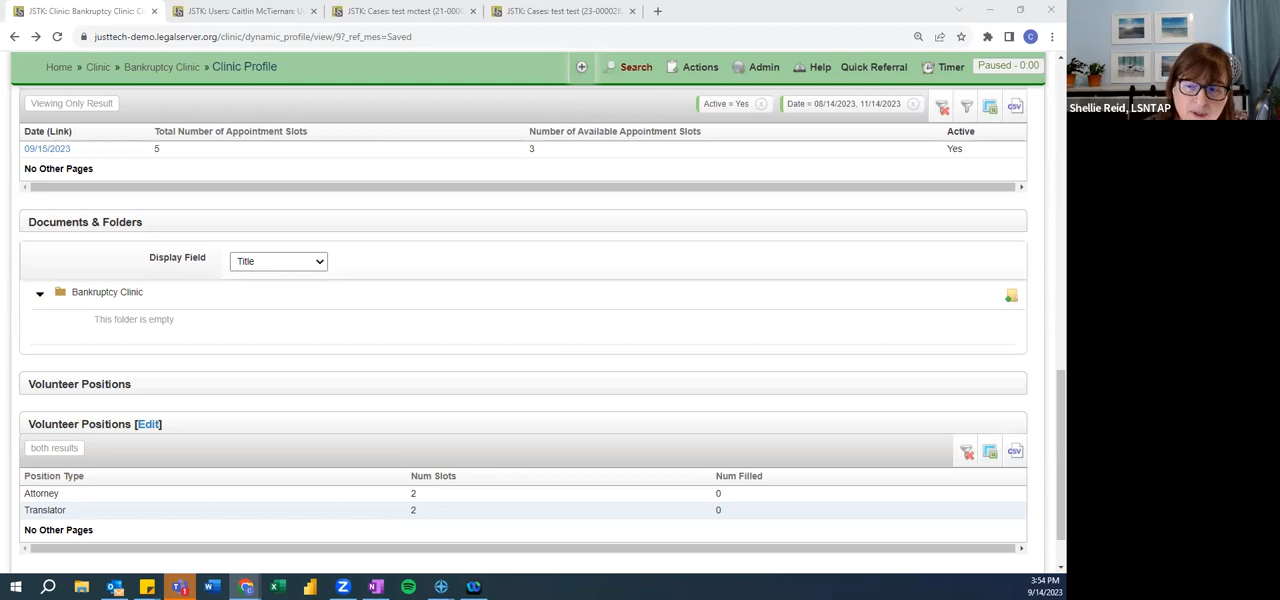 JSTK: Clinic: Bankruptcy Clinic: Cl
JSTK: Users: Caitlin McTiernan: U
JSTK: Cases: test mctest (21-0000
JSTK: Cases: test test (23-0000028
justtech-demo.legalserver.org/clinic/dynamic_profile/view/9?_ref_mes=Saved
C
Home » Clinic » Bankruptcy Clinic » Clinic Profile
Search
Actions
Admin
Help
Quick Referral
Timer
Paused - 0:00
Viewing Only Result
Active = Yes
Date = 08/14/2023, 11/14/2023
CSV
Date (Link) Total Number of Appointment Slots Number of Available Appointment Slots Active
09/15/2023 5 3 Yes
No Other Pages
Documents & Folders
Display Field Title
Bankruptcy Clinic
This folder is empty
Volunteer Positions
Volunteer Positions [Edit]
both results
CSV
Position Type Num Slots Num Filled
Attorney 2 0
Translator 2 0
No Other Pages
3:54 PM
9/14/2023
Shellie Reid, LSNTAP